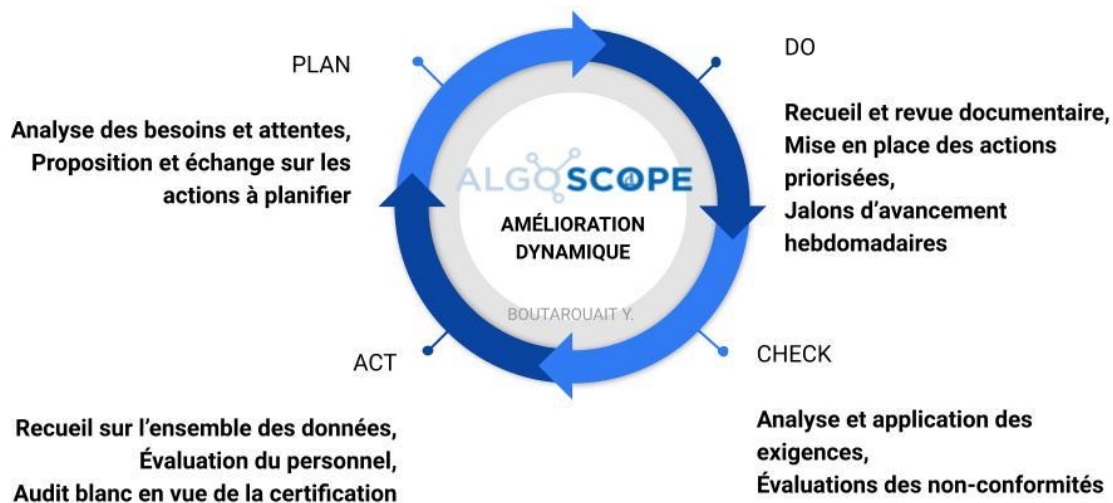 PLAN
Analyse des besoins et attentes,
Proposition et échange sur les
actions à planifier
DO
Recueil et revue documentaire,
Mise en place des actions
priorisées,
Jalons d’avancement
hebdomadaires
ALGOSCOPE
AMÉLIORATION
DYNAMIQUE
BOUTAROUAIT Y.
ACT
Recueil sur l’ensemble des données,
Évaluation du personnel,
Audit blanc en vue de la certification
CHECK
Analyse et application des
exigences,
Évaluations des non-conformités